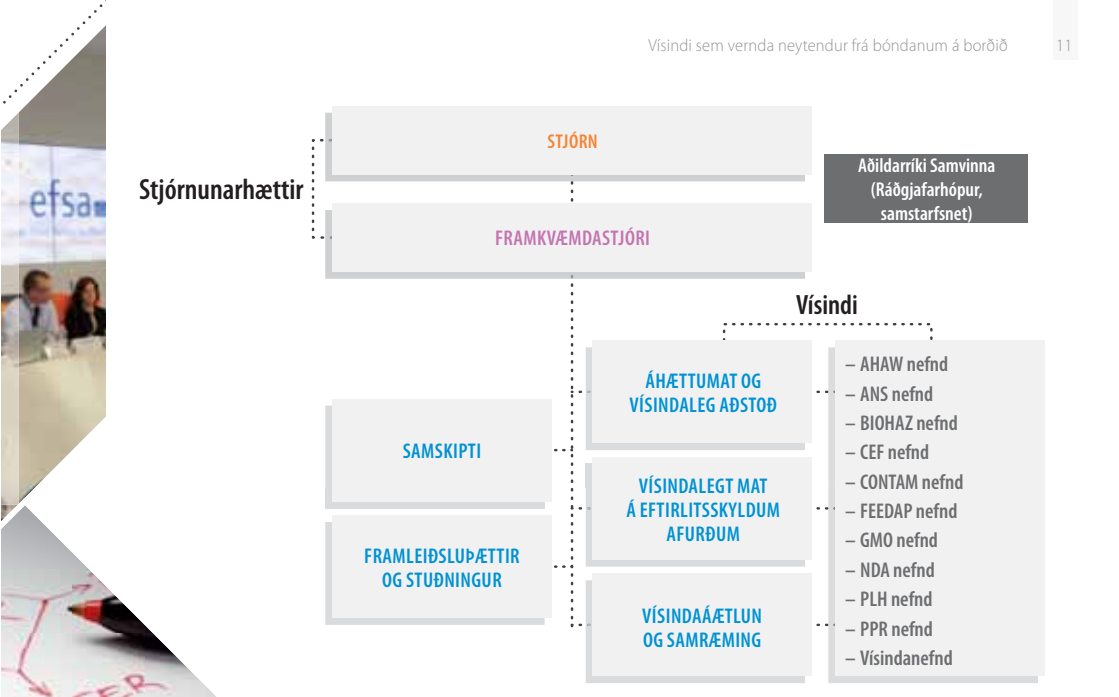 Vísindi sem vernda neytendur frá bóndanum á borðið
11
efsa
STJÓRN
Stjórnunarhættir
Aðildarríki Samvinna
(Ráðgjafarhópur,
samstarfsnet)
FRAMKVÆMDASTJÓRI
Vísindi
ÁHÆTTUMAT OG
VÍSINDALEG AÐSTOÐ
SAMSKIPTI
VÍSINDALEGT MAT
Á EFTIRLITSSKYLDUM
AFURÐUM
FRAMLEIÐSLUÞÆTTIR
OG STUÐNINGUR
VÍSINDAÁÆTLUN
OG SAMRÆMING
– AHAW nefnd
– ANS nefnd
– BIOHAZ nefnd
– CEF nefnd
– CONTAM nefnd
– FEEDAP nefnd
– GMO nefnd
– NDA nefnd
– PLH nefnd
– PPR nefnd
– Vísindanefnd